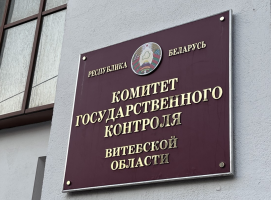 РЕСПУБЛИКА БЕЛАРУСЬ
КОМИТЕТ
ГОСУДАРСТВЕННОГО
КОНТРОЛЯ
ВИТЕБСКОЙ
ОБЛАСТИ